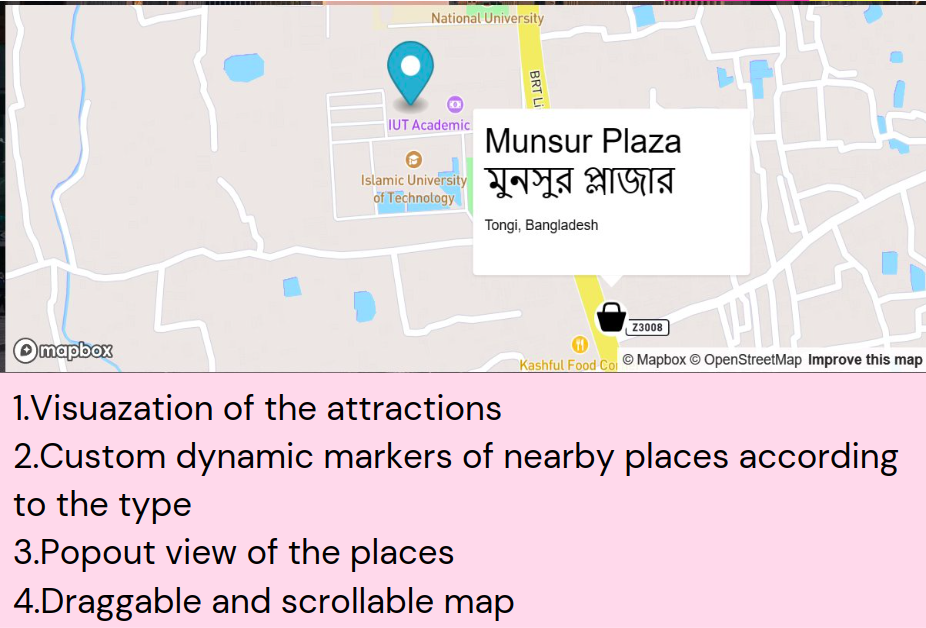 National University
BRT Li
IUT Academic
Islamic University
of Technology
Munsur Plaza
মুনসুর প্লাজার
Tongi, Bangladesh
Z3008
Kashful Food Co
mapbox
© Mapbox © OpenStreetMap Improve this map
1.Visuazation of the attractions
2.Custom dynamic markers of nearby places according
to the type
3.Popout view of the places
4.Draggable and scrollable map